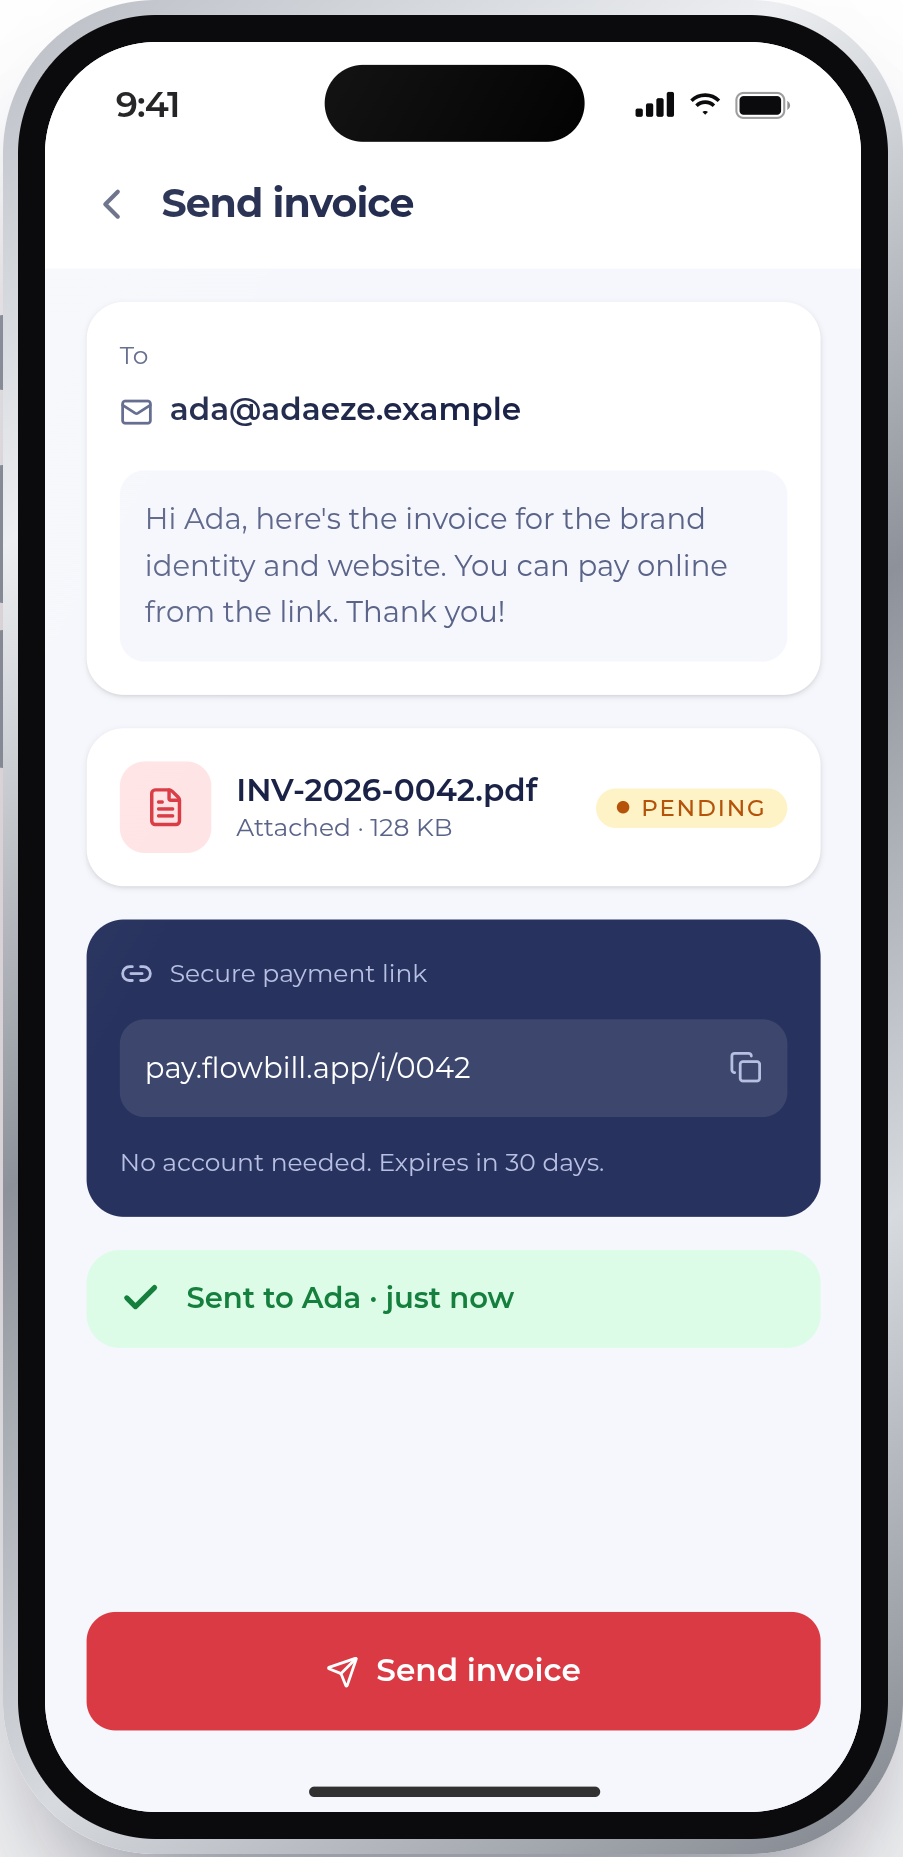 9:41
Send invoice
To
ada@adaeze.example
Hi Ada, here's the invoice for the brand
identity and website. You can pay online
from the link. Thank you!
INV-2026-0042.pdf
Attached · 128 KB
PENDING
Secure payment link
pay.flowbill.app/i/0042
No account needed. Expires in 30 days.
Sent to Ada · just now
Send invoice